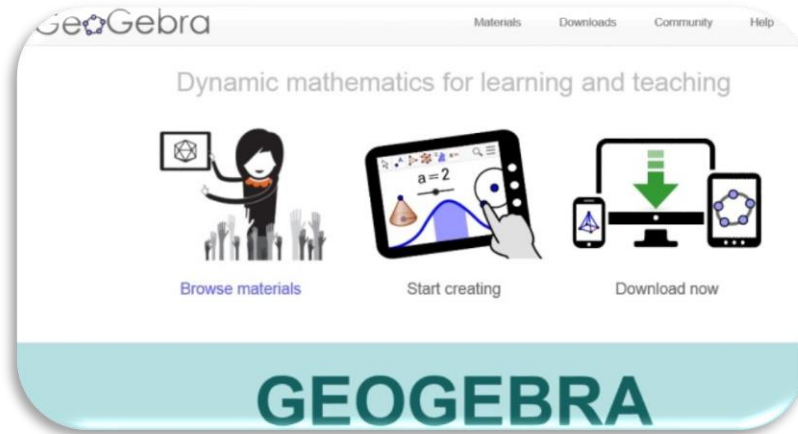 GeoGebra
Materials Downloads Community Help
Dynamic mathematics for learning and teaching
a = 2
Browse materials Start creating Download now
GEOGEBRA